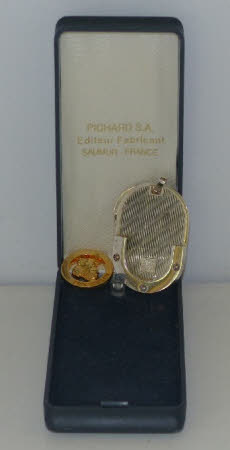 PICHARD S.A.
Editeur Fabricant
SAUMUR - FRANCE